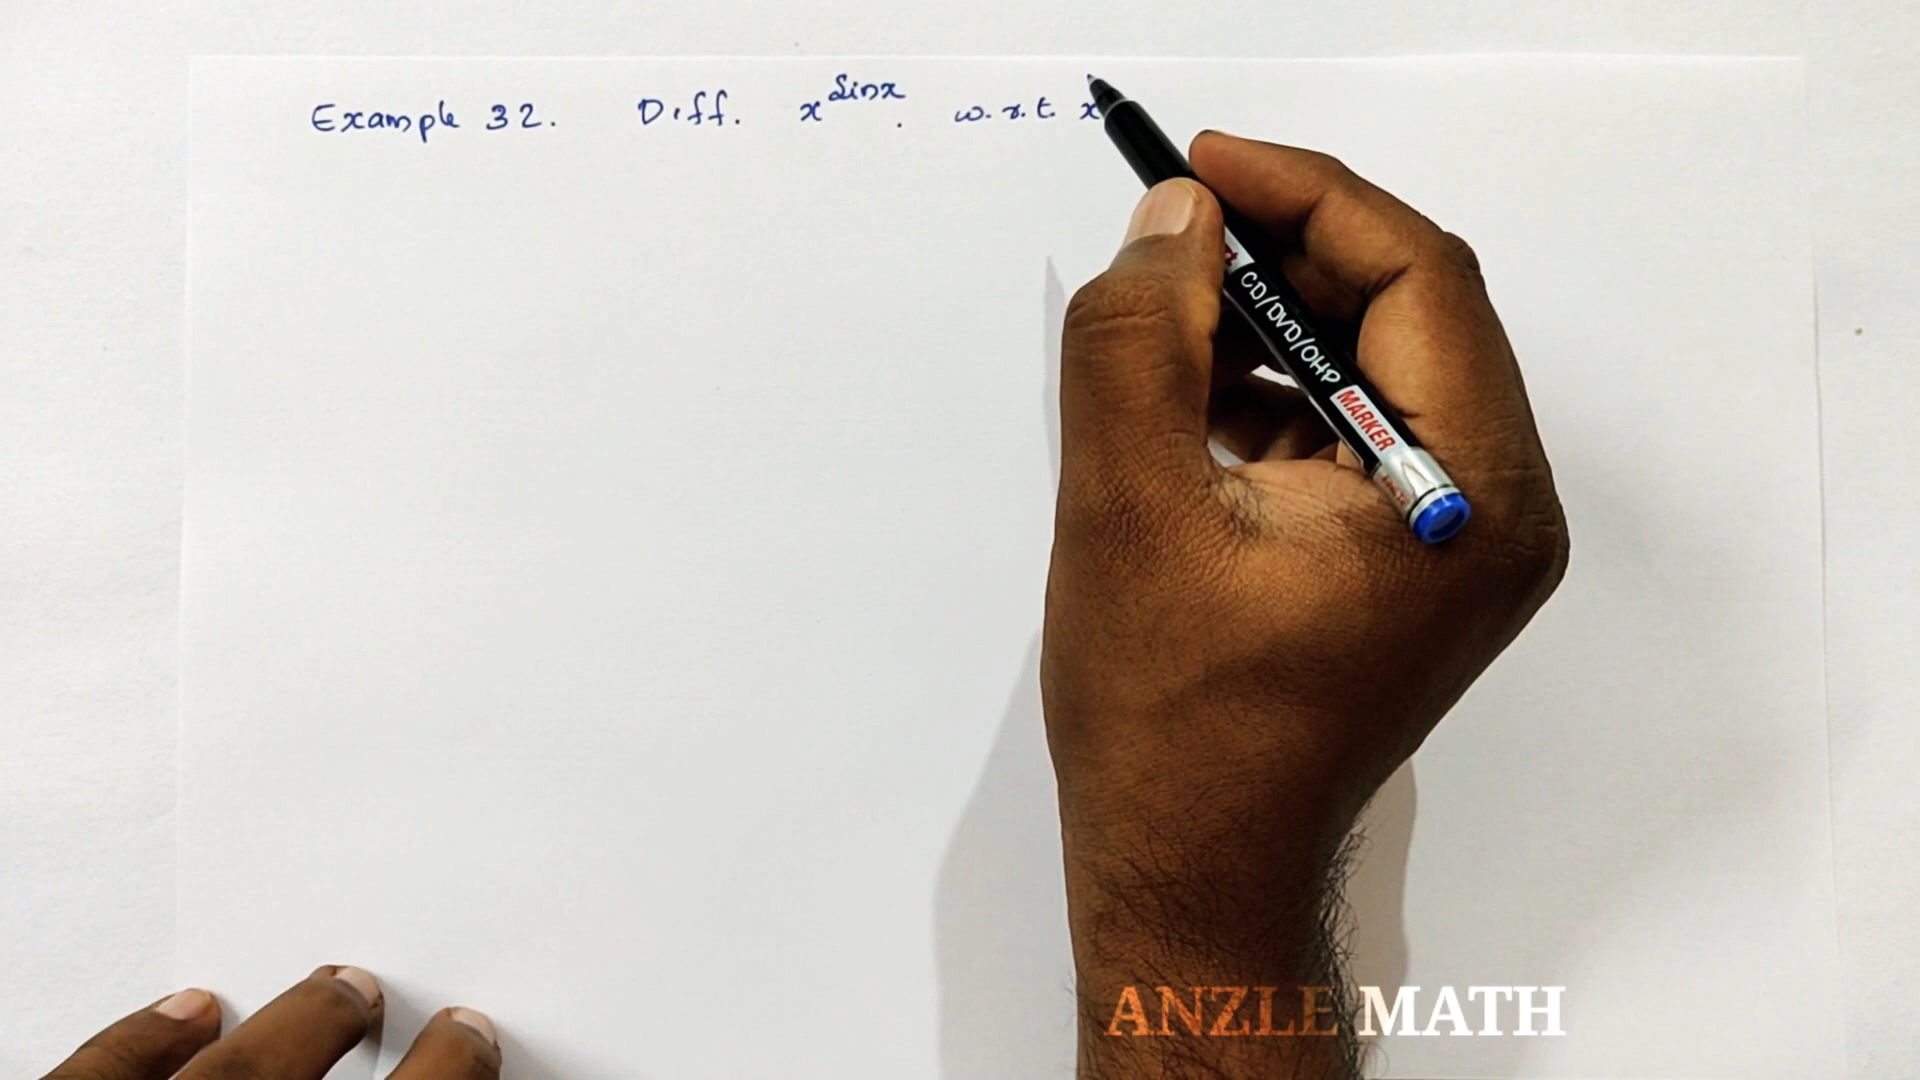 Example 32. Diff. x^Sinx. w.r.t. x
CD/DVD/OHP MARKER
ANZLE MATH